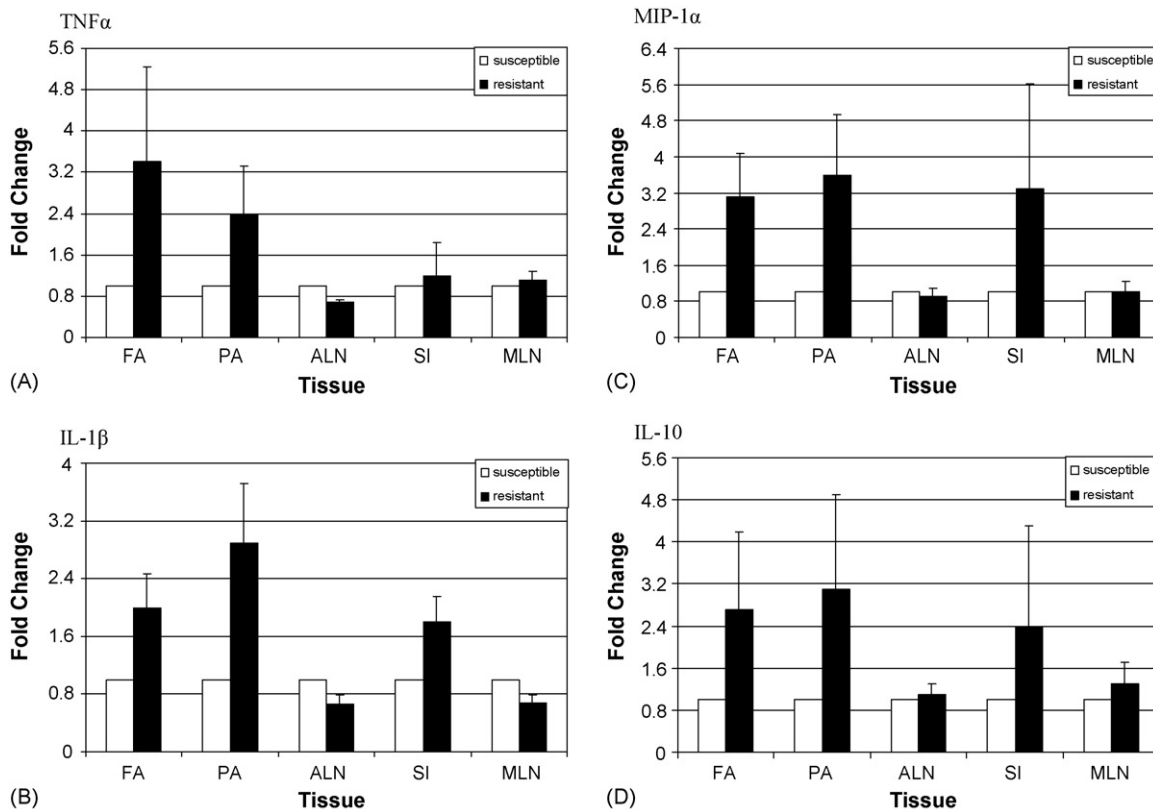 TNFα
5.6
4.8
4
3.2
2.4
1.6
0.8
0
Fold Change
susceptible
resistant
FA PA ALN SI MLN
Tissue
(A)
IL-1β
4
3.2
2.4
1.6
0.8
0
Fold Change
susceptible
resistant
FA PA ALN SI MLN
Tissue
(B)
MIP-1α
6.4
5.6
4.8
4
3.2
2.4
1.6
0.8
0
Fold Change
susceptible
resistant
FA PA ALN SI MLN
Tissue
(C)
IL-10
5.6
4.8
4
3.2
2.4
1.6
0.8
0
Fold Change
susceptible
resistant
FA PA ALN SI MLN
Tissue
(D)